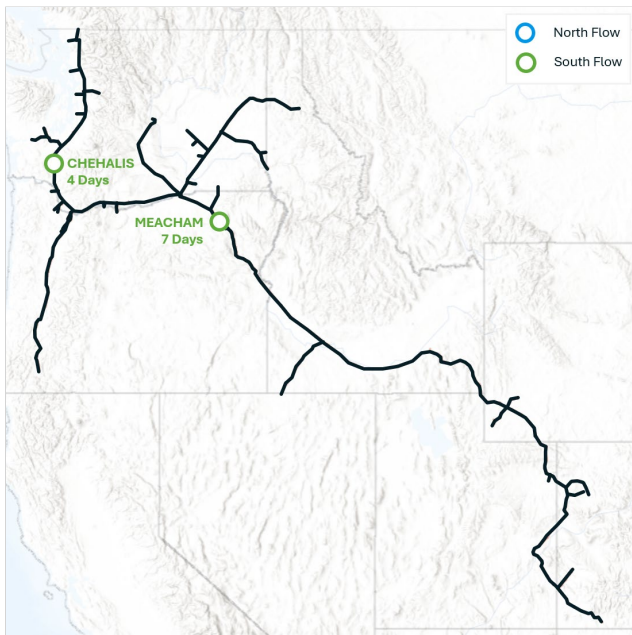 North Flow
South Flow
CHEHALIS
4 Days
MEACHAM
7 Days